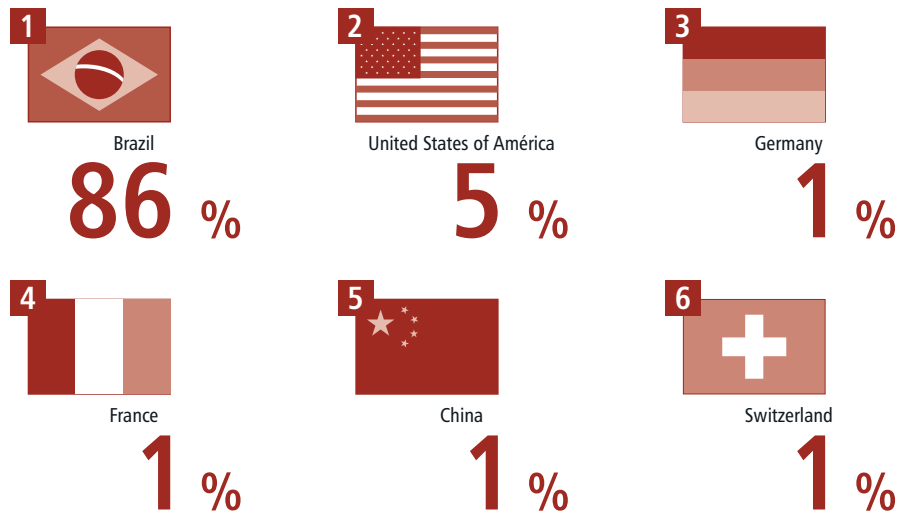 1
Brazil
86 %
2
United States of América
5 %
3
Germany
1 %
4
France
1 %
5
China
1 %
6
Switzerland
1 %